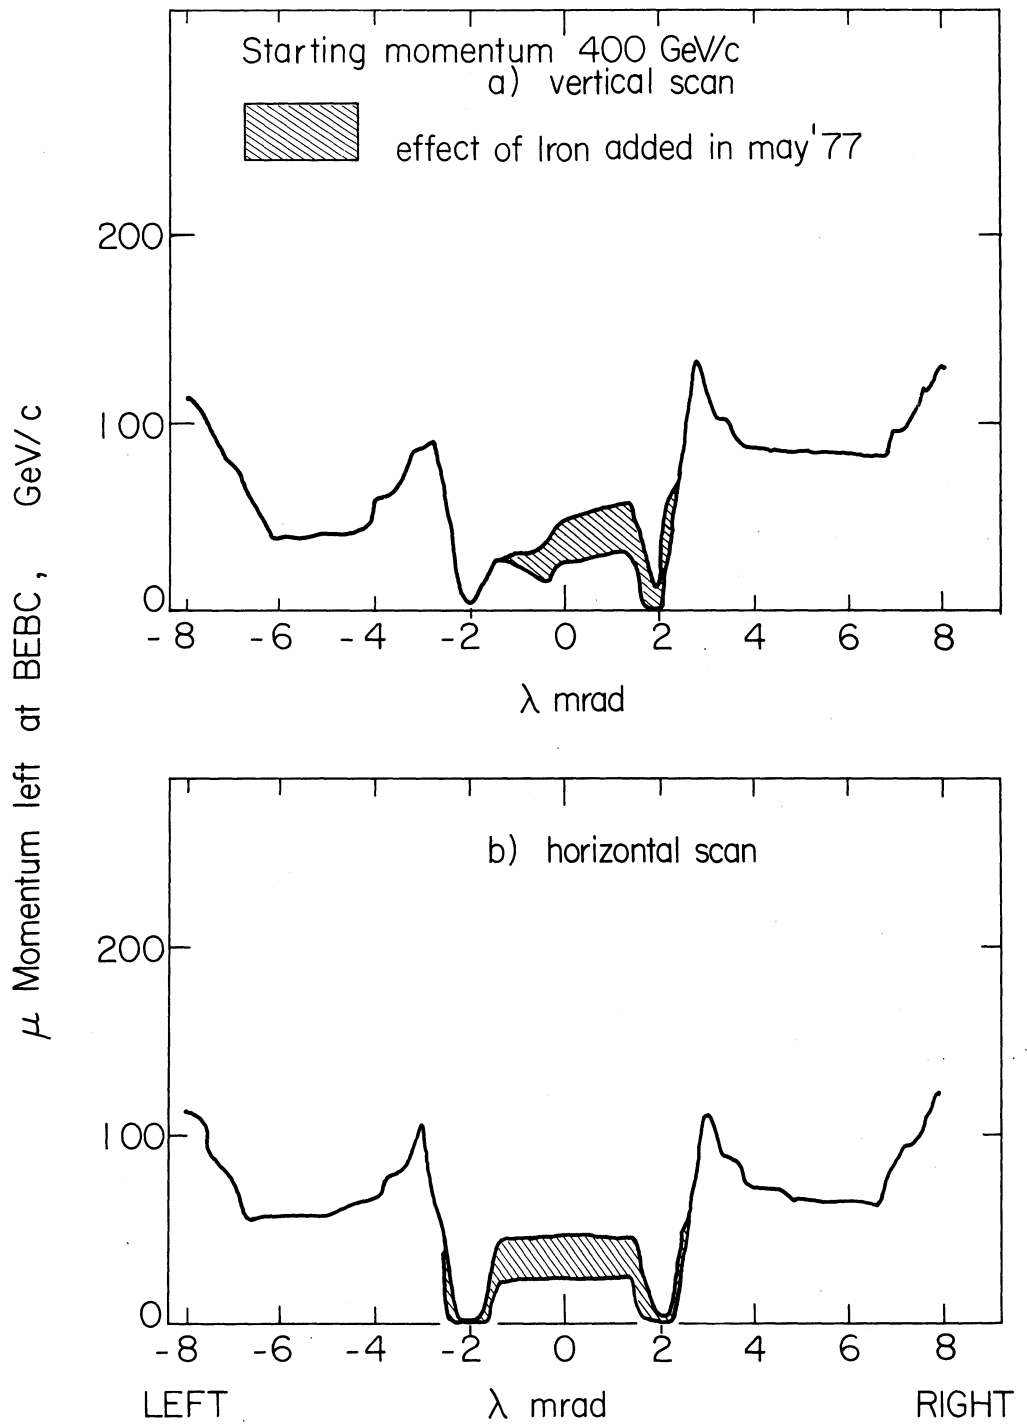 Starting momentum 400 GeV/c
a) vertical scan
effect of Iron added in may '77
200
100
0
-8 -6 -4 -2 0 2 4 6 8
λ mrad
μ Momentum left at BEBC, GeV/c
b) horizontal scan
200
100
0
-8 -6 -4 -2 0 2 4 6 8
LEFT λ mrad RIGHT